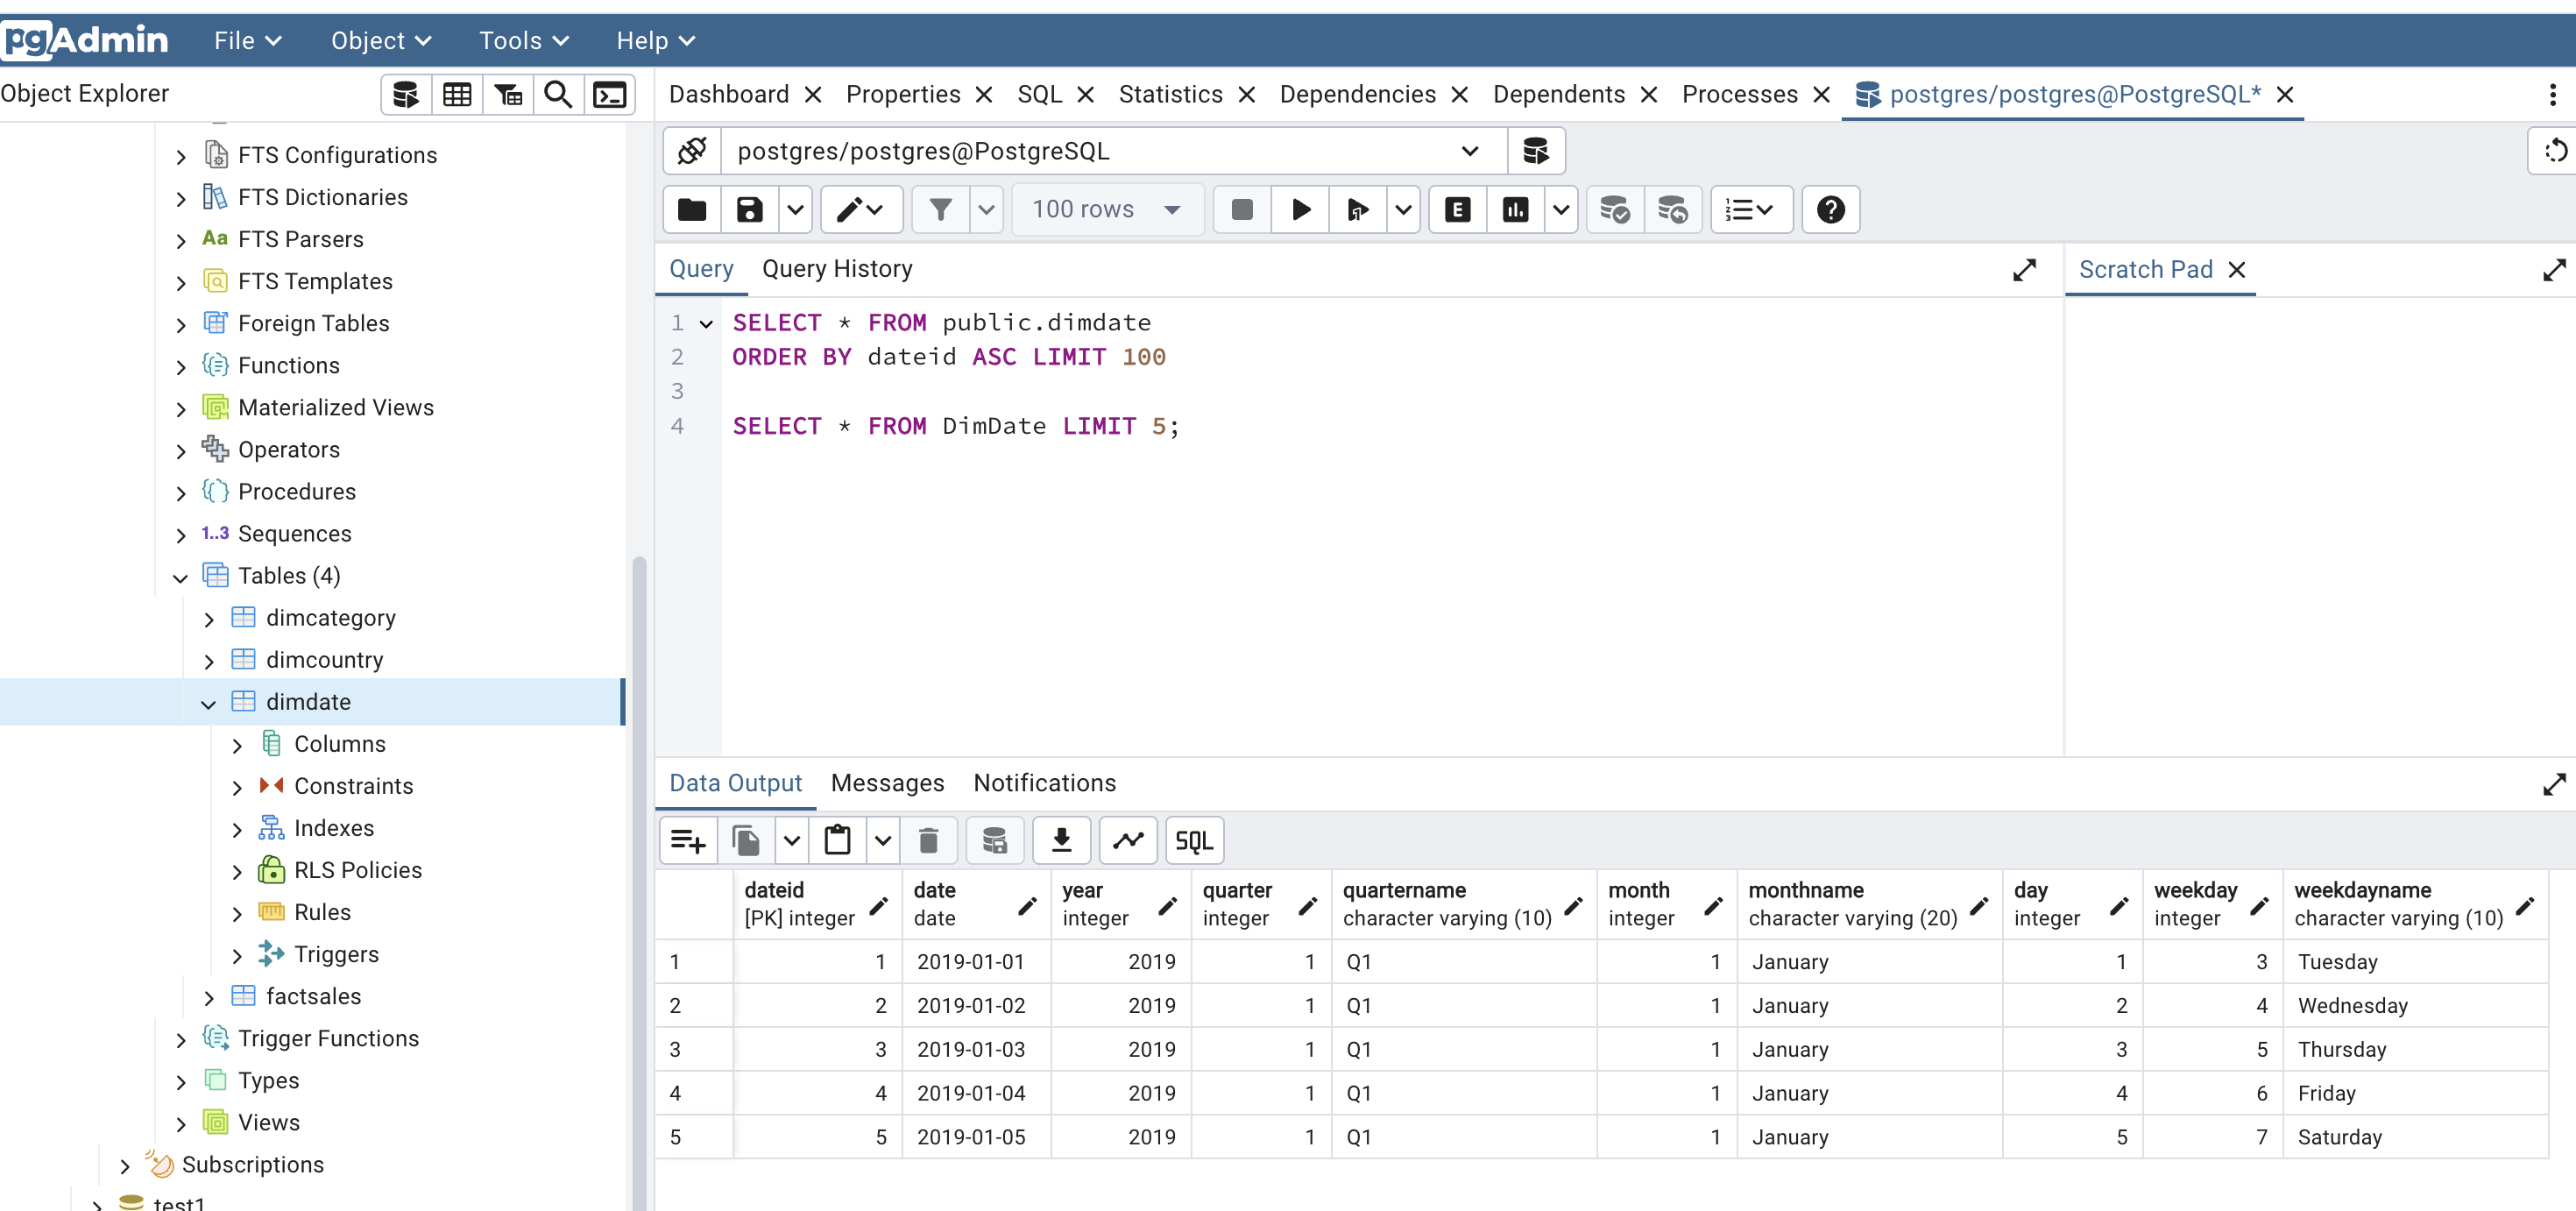 pgAdmin File Object Tools Help
Object Explorer
FTS Configurations
FTS Dictionaries
Aa FTS Parsers
FTS Templates
Foreign Tables
Functions
Materialized Views
Operators
Procedures
1..3 Sequences
Tables (4)
dimcategory
dimcountry
dimdate
Columns
Constraints
Indexes
RLS Policies
Rules
Triggers
factsales
Trigger Functions
Types
Views
Subscriptions
test1
Dashboard Properties SQL Statistics Dependencies Dependents Processes postgres/postgres@PostgreSQL*
postgres/postgres@PostgreSQL
100 rows E
Query Query History
Scratch Pad
1 SELECT * FROM public.dimdate
2 ORDER BY dateid ASC LIMIT 100
3
4 SELECT * FROM DimDate LIMIT 5;
Data Output Messages Notifications
SQL
dateid date year quarter quartername month monthname day weekday weekdayname
[PK] integer date integer integer character varying (10) integer character varying (20) integer integer character varying (10)
1 1 2019-01-01 2019 1 Q1 1 January 1 3 Tuesday
2 2 2019-01-02 2019 1 Q1 1 January 2 4 Wednesday
3 3 2019-01-03 2019 1 Q1 1 January 3 5 Thursday
4 4 2019-01-04 2019 1 Q1 1 January 4 6 Friday
5 5 2019-01-05 2019 1 Q1 1 January 5 7 Saturday